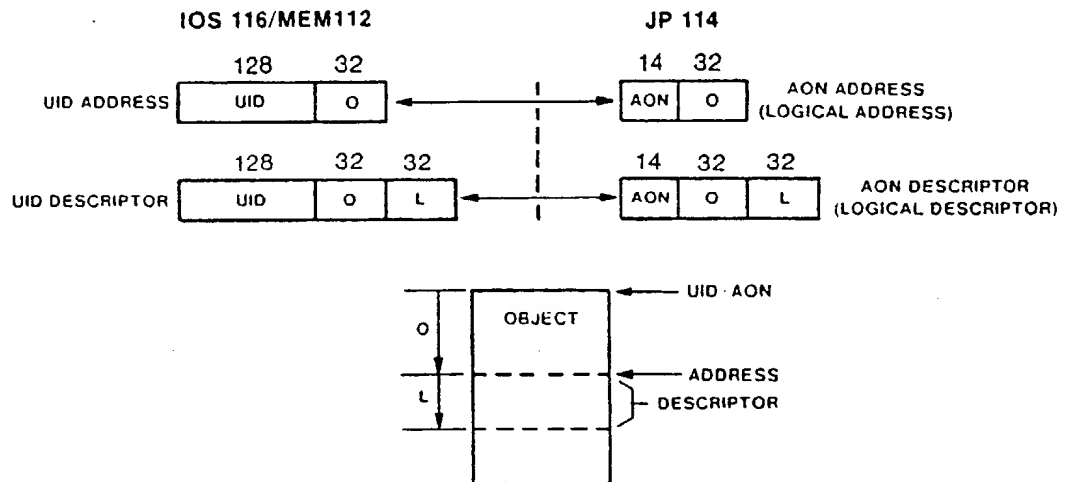 IOS 116/MEM112 JP 114
128 32 14 32
UID ADDRESS UID O AON O AON ADDRESS
(LOGICAL ADDRESS)
128 32 32 14 32 32
UID DESCRIPTOR UID O L AON O L AON DESCRIPTOR
(LOGICAL DESCRIPTOR)
UID · AON
OBJECT
O
ADDRESS
L
DESCRIPTOR